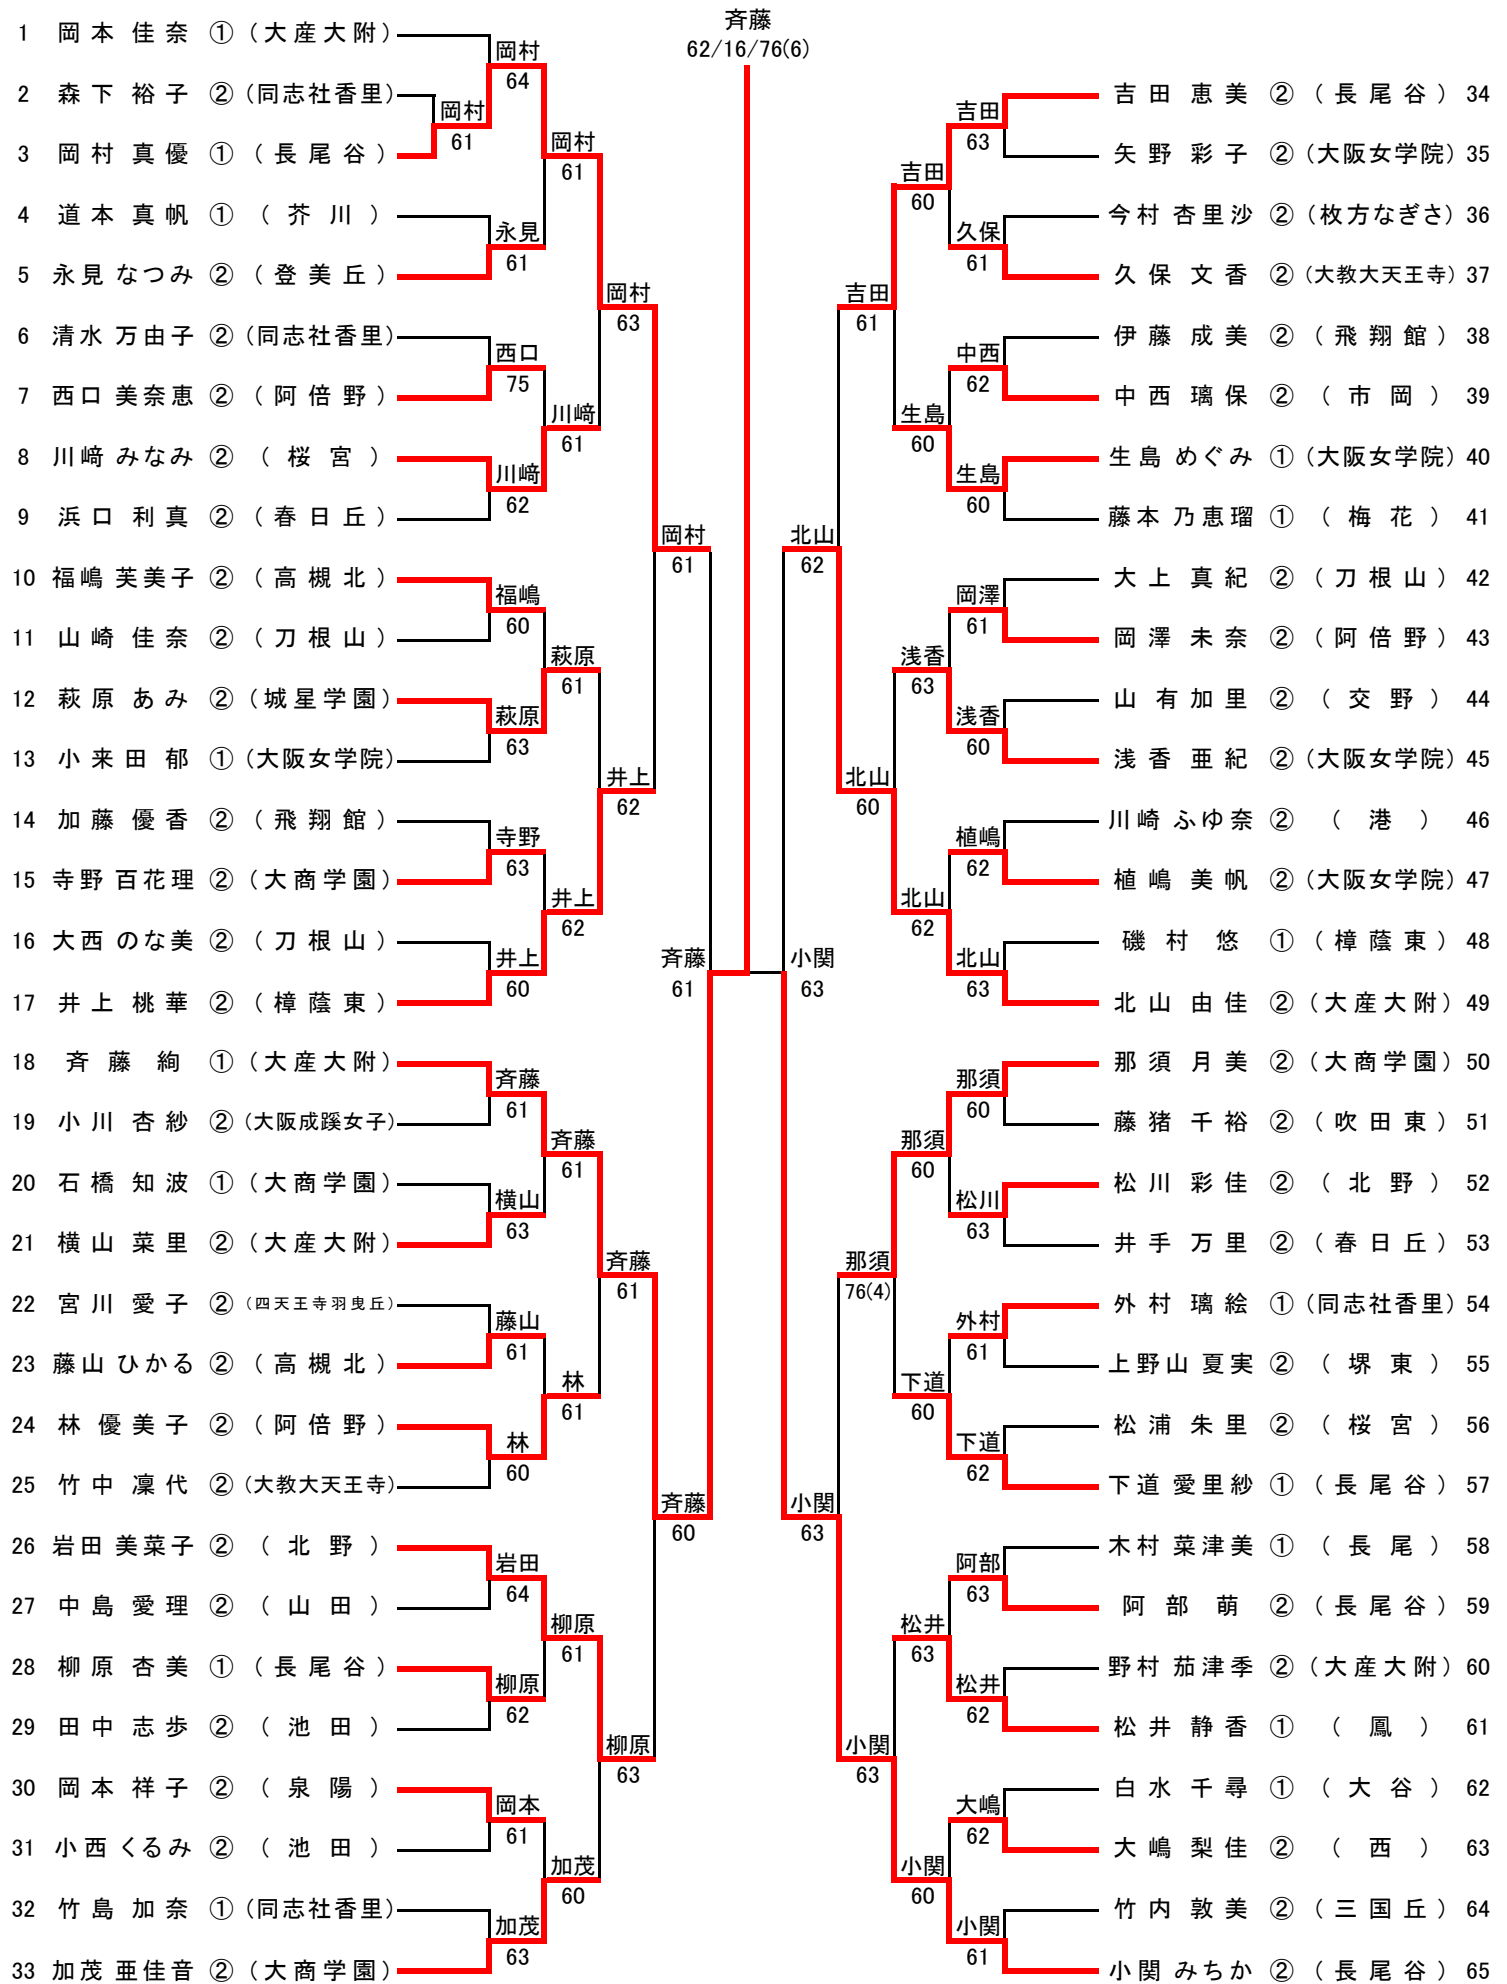 斉藤
62/16/76(6)
1 岡本 佳奈 ① (大産大附)
2 森下 裕子 ② (同志社香里)
3 岡村 真優 ① (長尾谷)
4 道本 真帆 ① (芥川)
5 永見 なつみ ② (登美丘)
6 清水 万由子 ② (同志社香里)
7 西口 美奈恵 ② (阿倍野)
8 川﨑 みなみ ② (桜宮)
9 浜口 利真 ② (春日丘)
10 福嶋 芙美子 ② (高槻北)
11 山崎 佳奈 ② (刀根山)
12 萩原 あみ ② (城星学園)
13 小来田 郁 ① (大阪女学院)
14 加藤 優香 ② (飛翔館)
15 寺野 百花理 ② (大商学園)
16 大西 のな美 ② (刀根山)
17 井上 桃華 ② (樟蔭東)
18 斉藤 絢 ① (大産大附)
19 小川 杏紗 ② (大阪成蹊女子)
20 石橋 知波 ① (大商学園)
21 横山 菜里 ② (大産大附)
22 宮川 愛子 ② (四天王寺羽曳丘)
23 藤山 ひかる ② (高槻北)
24 林 優美子 ② (阿倍野)
25 竹中 凜代 ② (大教大天王寺)
26 岩田 美菜子 ② (北野)
27 中島 愛理 ② (山田)
28 柳原 杏美 ① (長尾谷)
29 田中 志歩 ② (池田)
30 岡本 祥子 ② (泉陽)
31 小西 くるみ ② (池田)
32 竹島 加奈 ① (同志社香里)
33 加茂 亜佳音 ② (大商学園)
岡村
61
岡村
64
永見
61
西口
75
川﨑
62
福嶋
60
萩原
63
寺野
63
井上
60
斉藤
61
横山
63
藤山
61
林
60
岩田
64
柳原
62
岡本
61
加茂
63
岡村
61
川﨑
61
萩原
61
井上
62
斉藤
61
林
61
柳原
61
加茂
60
岡村
63
井上
62
斉藤
61
柳原
63
岡村
61
斉藤
60
斉藤
61
小関
63
北山
62
小関
63
吉田
61
北山
60
那須
76(4)
小関
63
吉田
60
生島
60
浅香
63
北山
62
那須
60
下道
60
松井
63
小関
60
吉田
63
久保
61
中西
62
生島
60
岡澤
61
浅香
60
植嶋
62
北山
63
那須
60
松川
63
外村
61
下道
62
阿部
63
松井
62
大嶋
62
小関
61
吉田 恵美 ② (長尾谷) 34
矢野 彩子 ② (大阪女学院) 35
今村 杏里沙 ② (枚方なぎさ) 36
久保 文香 ② (大教大天王寺) 37
伊藤 成美 ② (飛翔館) 38
中西 璃保 ② (市岡) 39
生島 めぐみ ① (大阪女学院) 40
藤本 乃恵瑠 ① (梅花) 41
大上 真紀 ② (刀根山) 42
岡澤 未奈 ② (阿倍野) 43
山 有加里 ② (交野) 44
浅香 亜紀 ② (大阪女学院) 45
川崎 ふゆ奈 ② (港) 46
植嶋 美帆 ② (大阪女学院) 47
磯村 悠 ① (樟蔭東) 48
北山 由佳 ② (大産大附) 49
那須 月美 ② (大商学園) 50
藤猪 千裕 ② (吹田東) 51
松川 彩佳 ② (北野) 52
井手 万里 ② (春日丘) 53
外村 璃絵 ① (同志社香里) 54
上野山 夏実 ② (堺東) 55
松浦 朱里 ② (桜宮) 56
下道 愛里紗 ① (長尾谷) 57
木村 菜津美 ① (長尾) 58
阿部 萌 ② (長尾谷) 59
野村 茄津季 ② (大産大附) 60
松井 静香 ① (鳳) 61
白水 千尋 ① (大谷) 62
大嶋 梨佳 ② (西) 63
竹内 敦美 ② (三国丘) 64
小関 みちか ② (長尾谷) 65